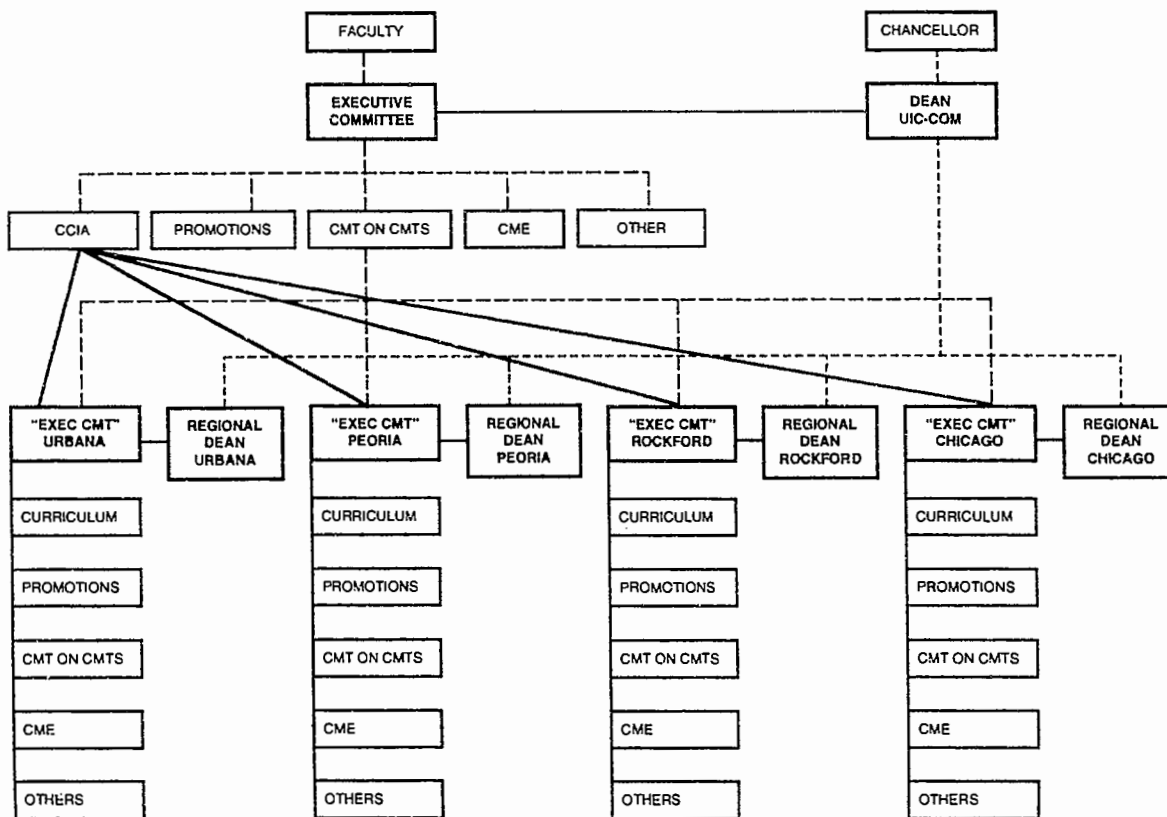 FACULTY
CHANCELLOR
EXECUTIVE
COMMITTEE
DEAN
UIC-COM
CCIA
PROMOTIONS
CMT ON CMTS
CME
OTHER
"EXEC CMT"
URBANA
REGIONAL
DEAN
URBANA
"EXEC CMT"
PEORIA
REGIONAL
DEAN
PEORIA
"EXEC CMT"
ROCKFORD
REGIONAL
DEAN
ROCKFORD
"EXEC CMT"
CHICAGO
REGIONAL
DEAN
CHICAGO
CURRICULUM
CURRICULUM
CURRICULUM
CURRICULUM
PROMOTIONS
PROMOTIONS
PROMOTIONS
PROMOTIONS
CMT ON CMTS
CMT ON CMTS
CMT ON CMTS
CMT ON CMTS
CME
CME
CME
CME
OTHERS
OTHERS
OTHERS
OTHERS